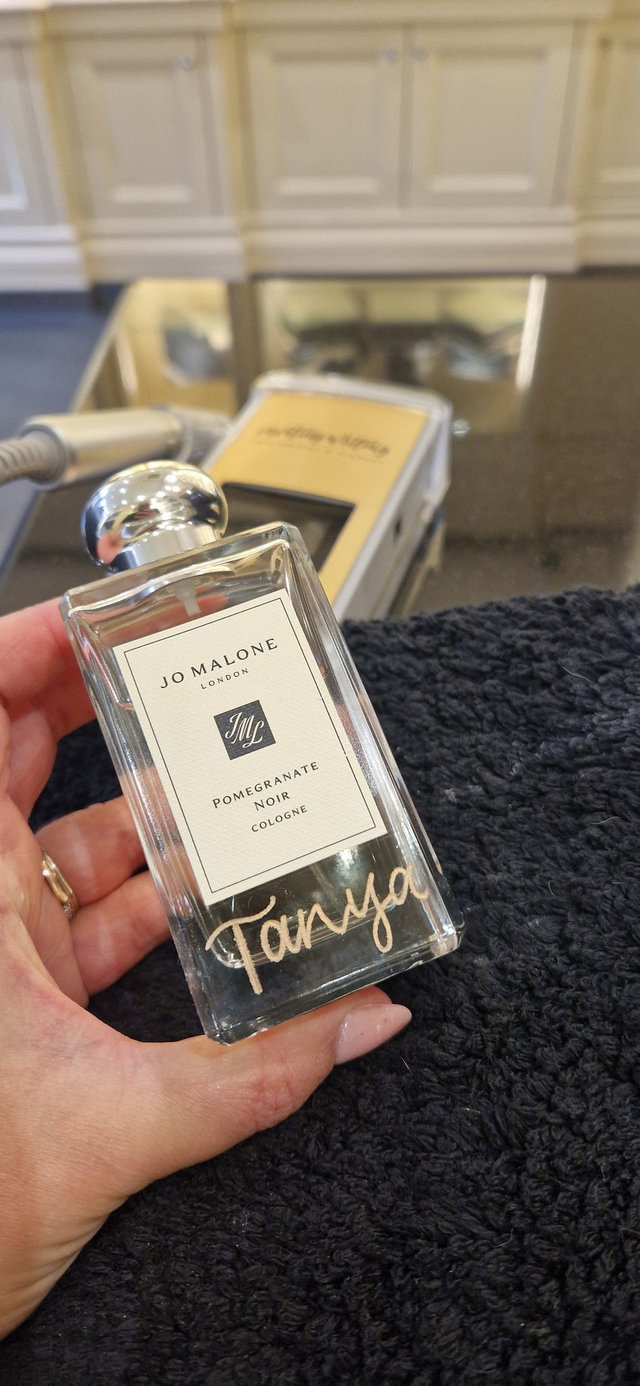 JO MALONE
LONDON
JML
POMEGRANATE
NOIR
COLOGNE
Tanya